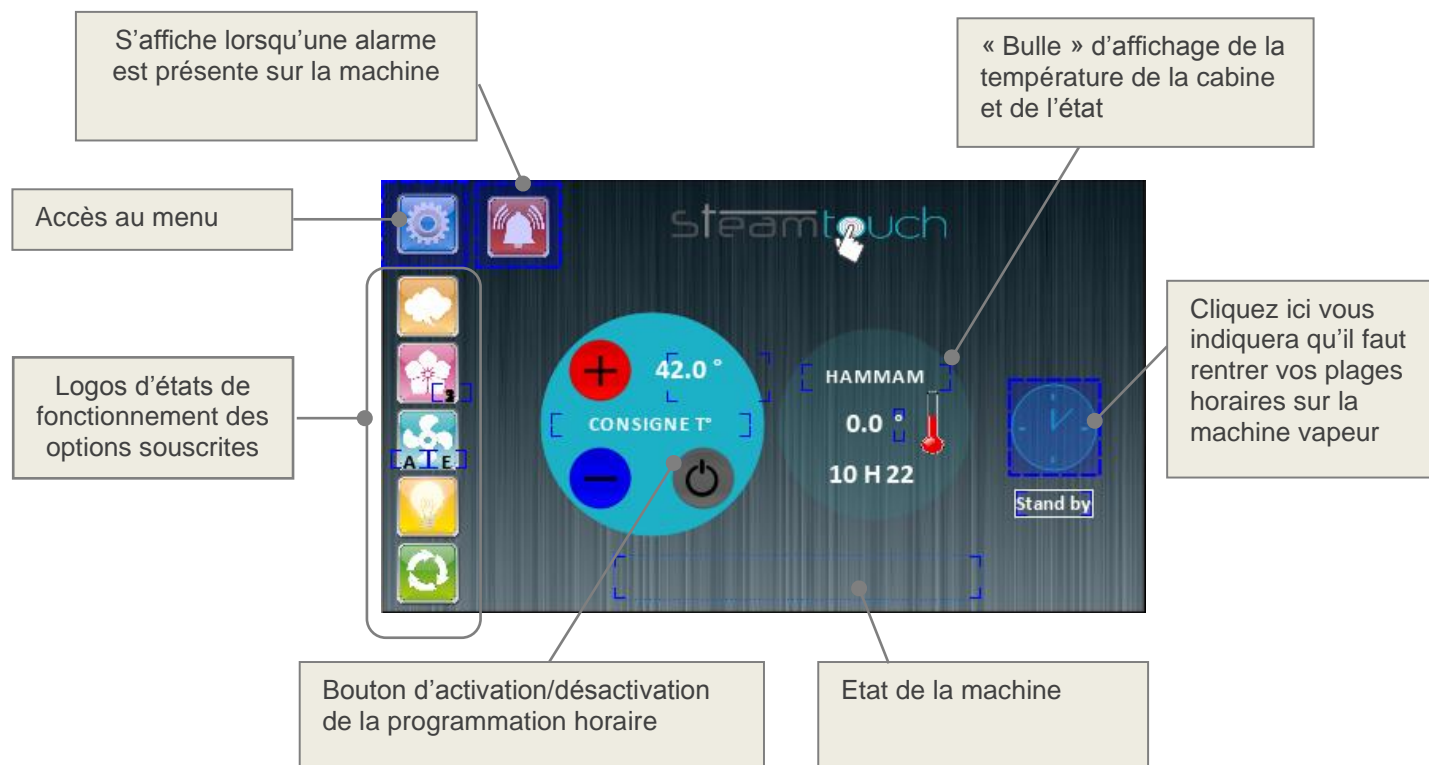 S'affiche lorsqu'une alarme
est présente sur la machine
« Bulle » d'affichage de la
température de la cabine
et de l'état
Accès au menu
steamtouch
Cliquez ici vous
indiquera qu'il faut
rentrer vos plages
horaires sur la
machine vapeur
Logos d'états de
fonctionnement des
options souscrites
42.0 °
CONSIGNE T°
HAMMAM
0.0 °
10 H 22
A E
Stand by
Bouton d'activation/désactivation
de la programmation horaire
Etat de la machine